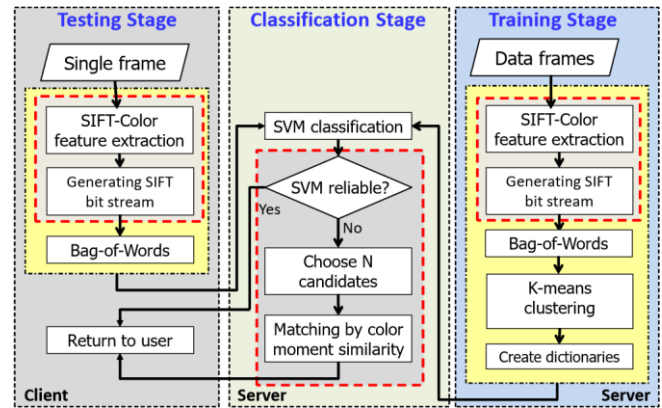 Testing Stage
Single frame
SIFT-Color
feature extraction
Generating SIFT
bit stream
Bag-of-Words
Return to
user
Client
Classification Stage
SVM classification
SVM reliable?
Yes
No
Choose N
candidates
Matching by color
moment similarity
Server
Training Stage
Data frames
SIFT-Color
feature extraction
Generating SIFT
bit stream
Bag-of-Words
K-means
clustering
Create dictionaries
Server